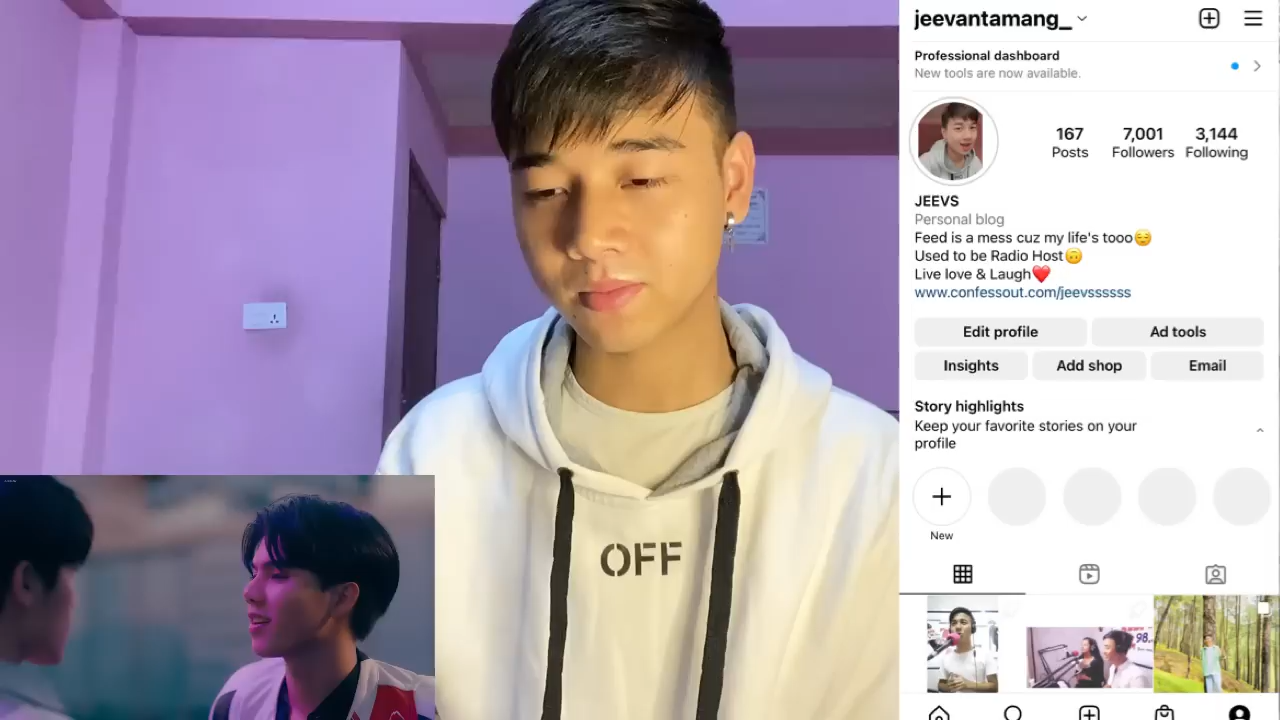 jeevantamang_
Professional dashboard
New tools are now available.
167
Posts
7,001
Followers
3,144
Following
JEEVS
Personal blog
Feed is a mess cuz my life's tooo😌
Used to be Radio Host🙃
Live love & Laugh❤️
www.confessout.com/jeevssssss
Edit profile
Ad tools
Insights
Add shop
Email
Story highlights
Keep your favorite stories on your
profile
New
OFF
98